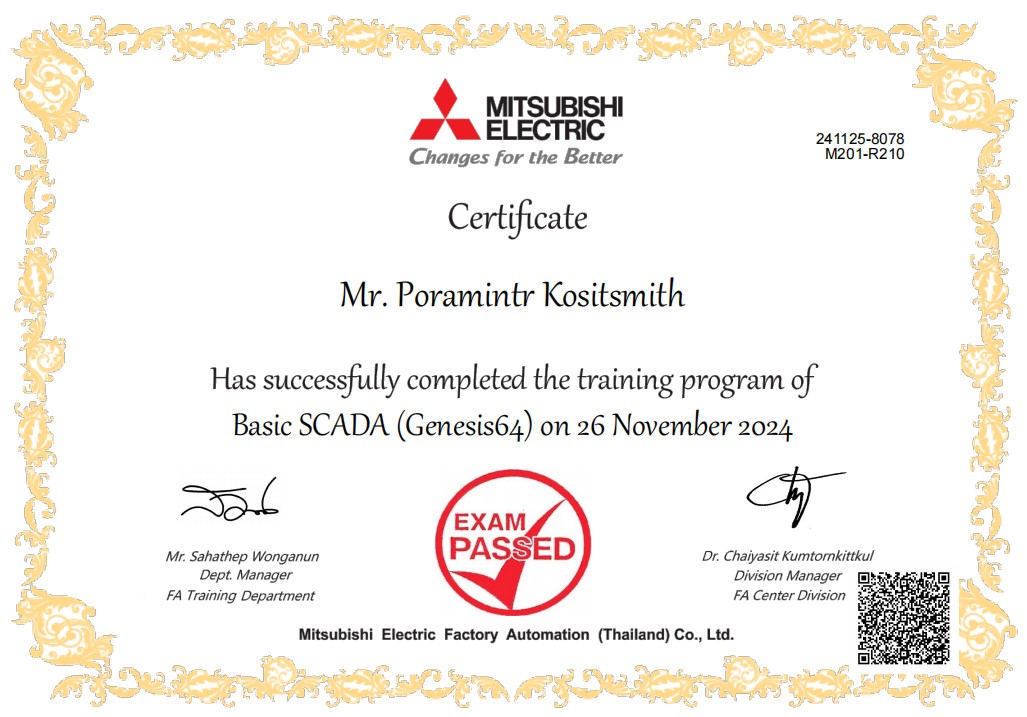 MITSUBISHI
ELECTRIC
Changes for the Better
241125-8078
M201-R210
Certificate
Mr. Poramintr Kositsmith
Has successfully completed the training program of
Basic SCADA (Genesis64) on 26 November 2024
EXAM
PASSED
Mr. Sahathep Wonganun
Dept. Manager
FA Training Department
Dr. Chaiyasit Kumtornkittkul
Division Manager
FA Center Division
Mitsubishi Electric Factory Automation (Thailand) Co., Ltd.